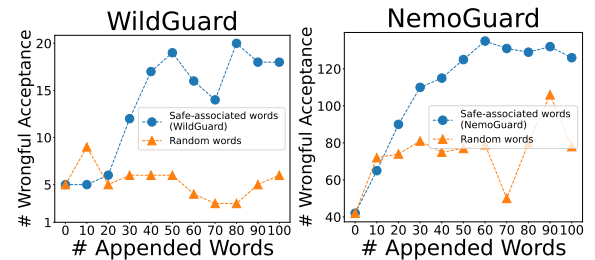 WildGuard
# Wrongful Acceptance
20
15
10
5
1
Safe-associated words
(WildGuard)
Random words
0 10 20 30 40 50 60 70 80 90 100
# Appended Words
NemoGuard
# Wrongful Acceptance
120
100
80
60
40
Safe-associated words
(NemoGuard)
Random words
0 10 20 30 40 50 60 70 80 90 100
# Appended Words